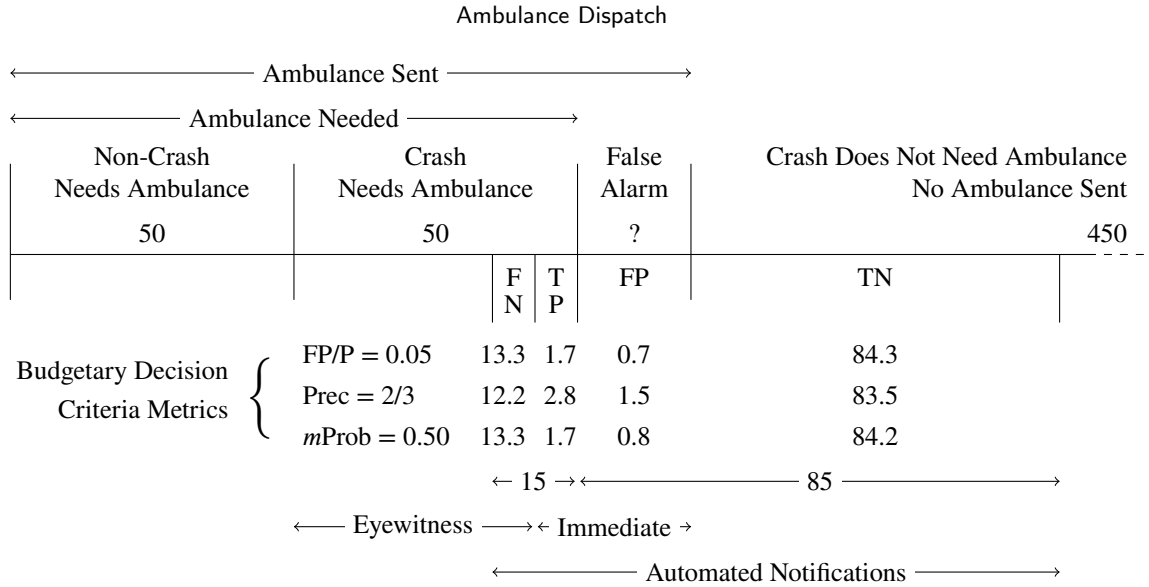 Ambulance Dispatch
Ambulance Sent
Ambulance Needed
Non-Crash Crash False Crash Does Not Need Ambulance
Needs Ambulance Needs Ambulance Alarm No Ambulance Sent
50 50 ? 450
F T FP TN
N P
Budgetary Decision
Criteria Metrics
FP/P = 0.05 13.3 1.7 0.7 84.3
Prec = 2/3 12.2 2.8 1.5 83.5
mProb = 0.50 13.3 1.7 0.8 84.2
15 85
Eyewitness Immediate
Automated Notifications